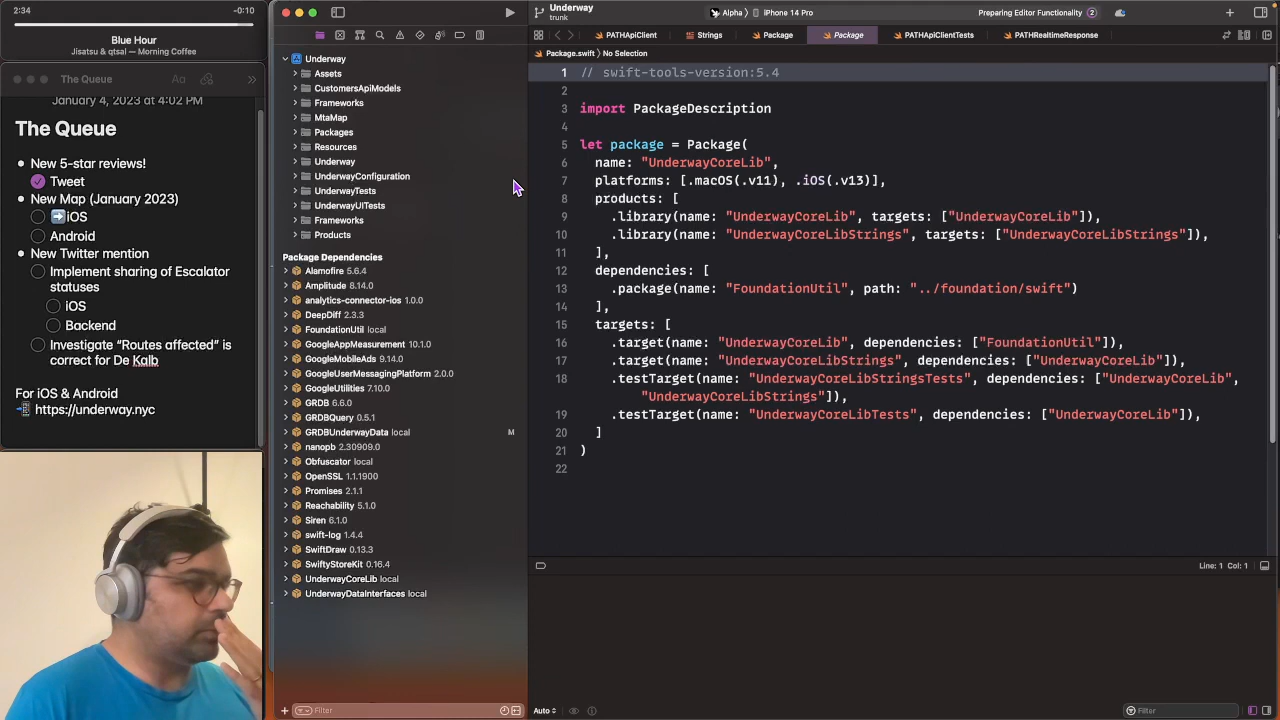 2:34
-0:10
Blue Hour
Jisatsu & qtsal — Morning Coffee
The Queue
Aa
January 4, 2023 at 4:02 PM
The Queue
New 5-star reviews!
Tweet
New Map (January 2023)
➡️iOS
Android
New Twitter mention
Implement sharing of Escalator
statuses
iOS
Backend
Investigate “Routes affected” is
correct for De Kalb
For iOS & Android
📲 https://underway.nyc
Underway
Assets
CustomersApiModels
Frameworks
MtaMap
Packages
Resources
Underway
UnderwayConfiguration
UnderwayTests
UnderwayUITests
Frameworks
Products
Package Dependencies
Alamofire 5.6.4
Amplitude 8.14.0
analytics-connector-ios 1.0.0
DeepDiff 2.3.3
FoundationUtil local
GoogleAppMeasurement 10.1.0
GoogleMobileAds 9.14.0
GoogleUserMessagingPlatform 2.0.0
GoogleUtilities 7.10.0
GRDB 6.6.0
GRDBQuery 0.5.1
GRDBUnderwayData local M
nanopb 2.30909.0
Obfuscator local
OpenSSL 1.1.1900
Promises 2.1.1
Reachability 5.1.0
Siren 6.1.0
swift-log 1.4.4
SwiftDraw 0.13.3
SwiftyStoreKit 0.16.4
UnderwayCoreLib local
UnderwayDataInterfaces local
Filter
Underway
trunk
Alpha
iPhone 14 Pro
Preparing Editor Functionality 2
PATHApiClient
Strings
Package
Package
PATHApiClientTests
PATHRealtimeResponse
Package.swift
No Selection
1 // swift-tools-version:5.4
2
3 import PackageDescription
4
5 let package = Package(
6 name: "UnderwayCoreLib",
7 platforms: [.macOS(.v11), .iOS(.v13)],
8 products: [
9 .library(name: "UnderwayCoreLib", targets: ["UnderwayCoreLib"]),
10 .library(name: "UnderwayCoreLibStrings", targets: ["UnderwayCoreLibStrings"]),
11 ],
12 dependencies: [
13 .package(name: "FoundationUtil", path: "../foundation/swift")
14 ],
15 targets: [
16 .target(name: "UnderwayCoreLib", dependencies: ["FoundationUtil"]),
17 .target(name: "UnderwayCoreLibStrings", dependencies: ["UnderwayCoreLib"]),
18 .testTarget(name: "UnderwayCoreLibStringsTests", dependencies: ["UnderwayCoreLib",
"UnderwayCoreLibStrings"]),
19 .testTarget(name: "UnderwayCoreLibTests", dependencies: ["UnderwayCoreLib"]),
20 ]
21 )
22
Line: 1 Col: 1
Auto
Filter